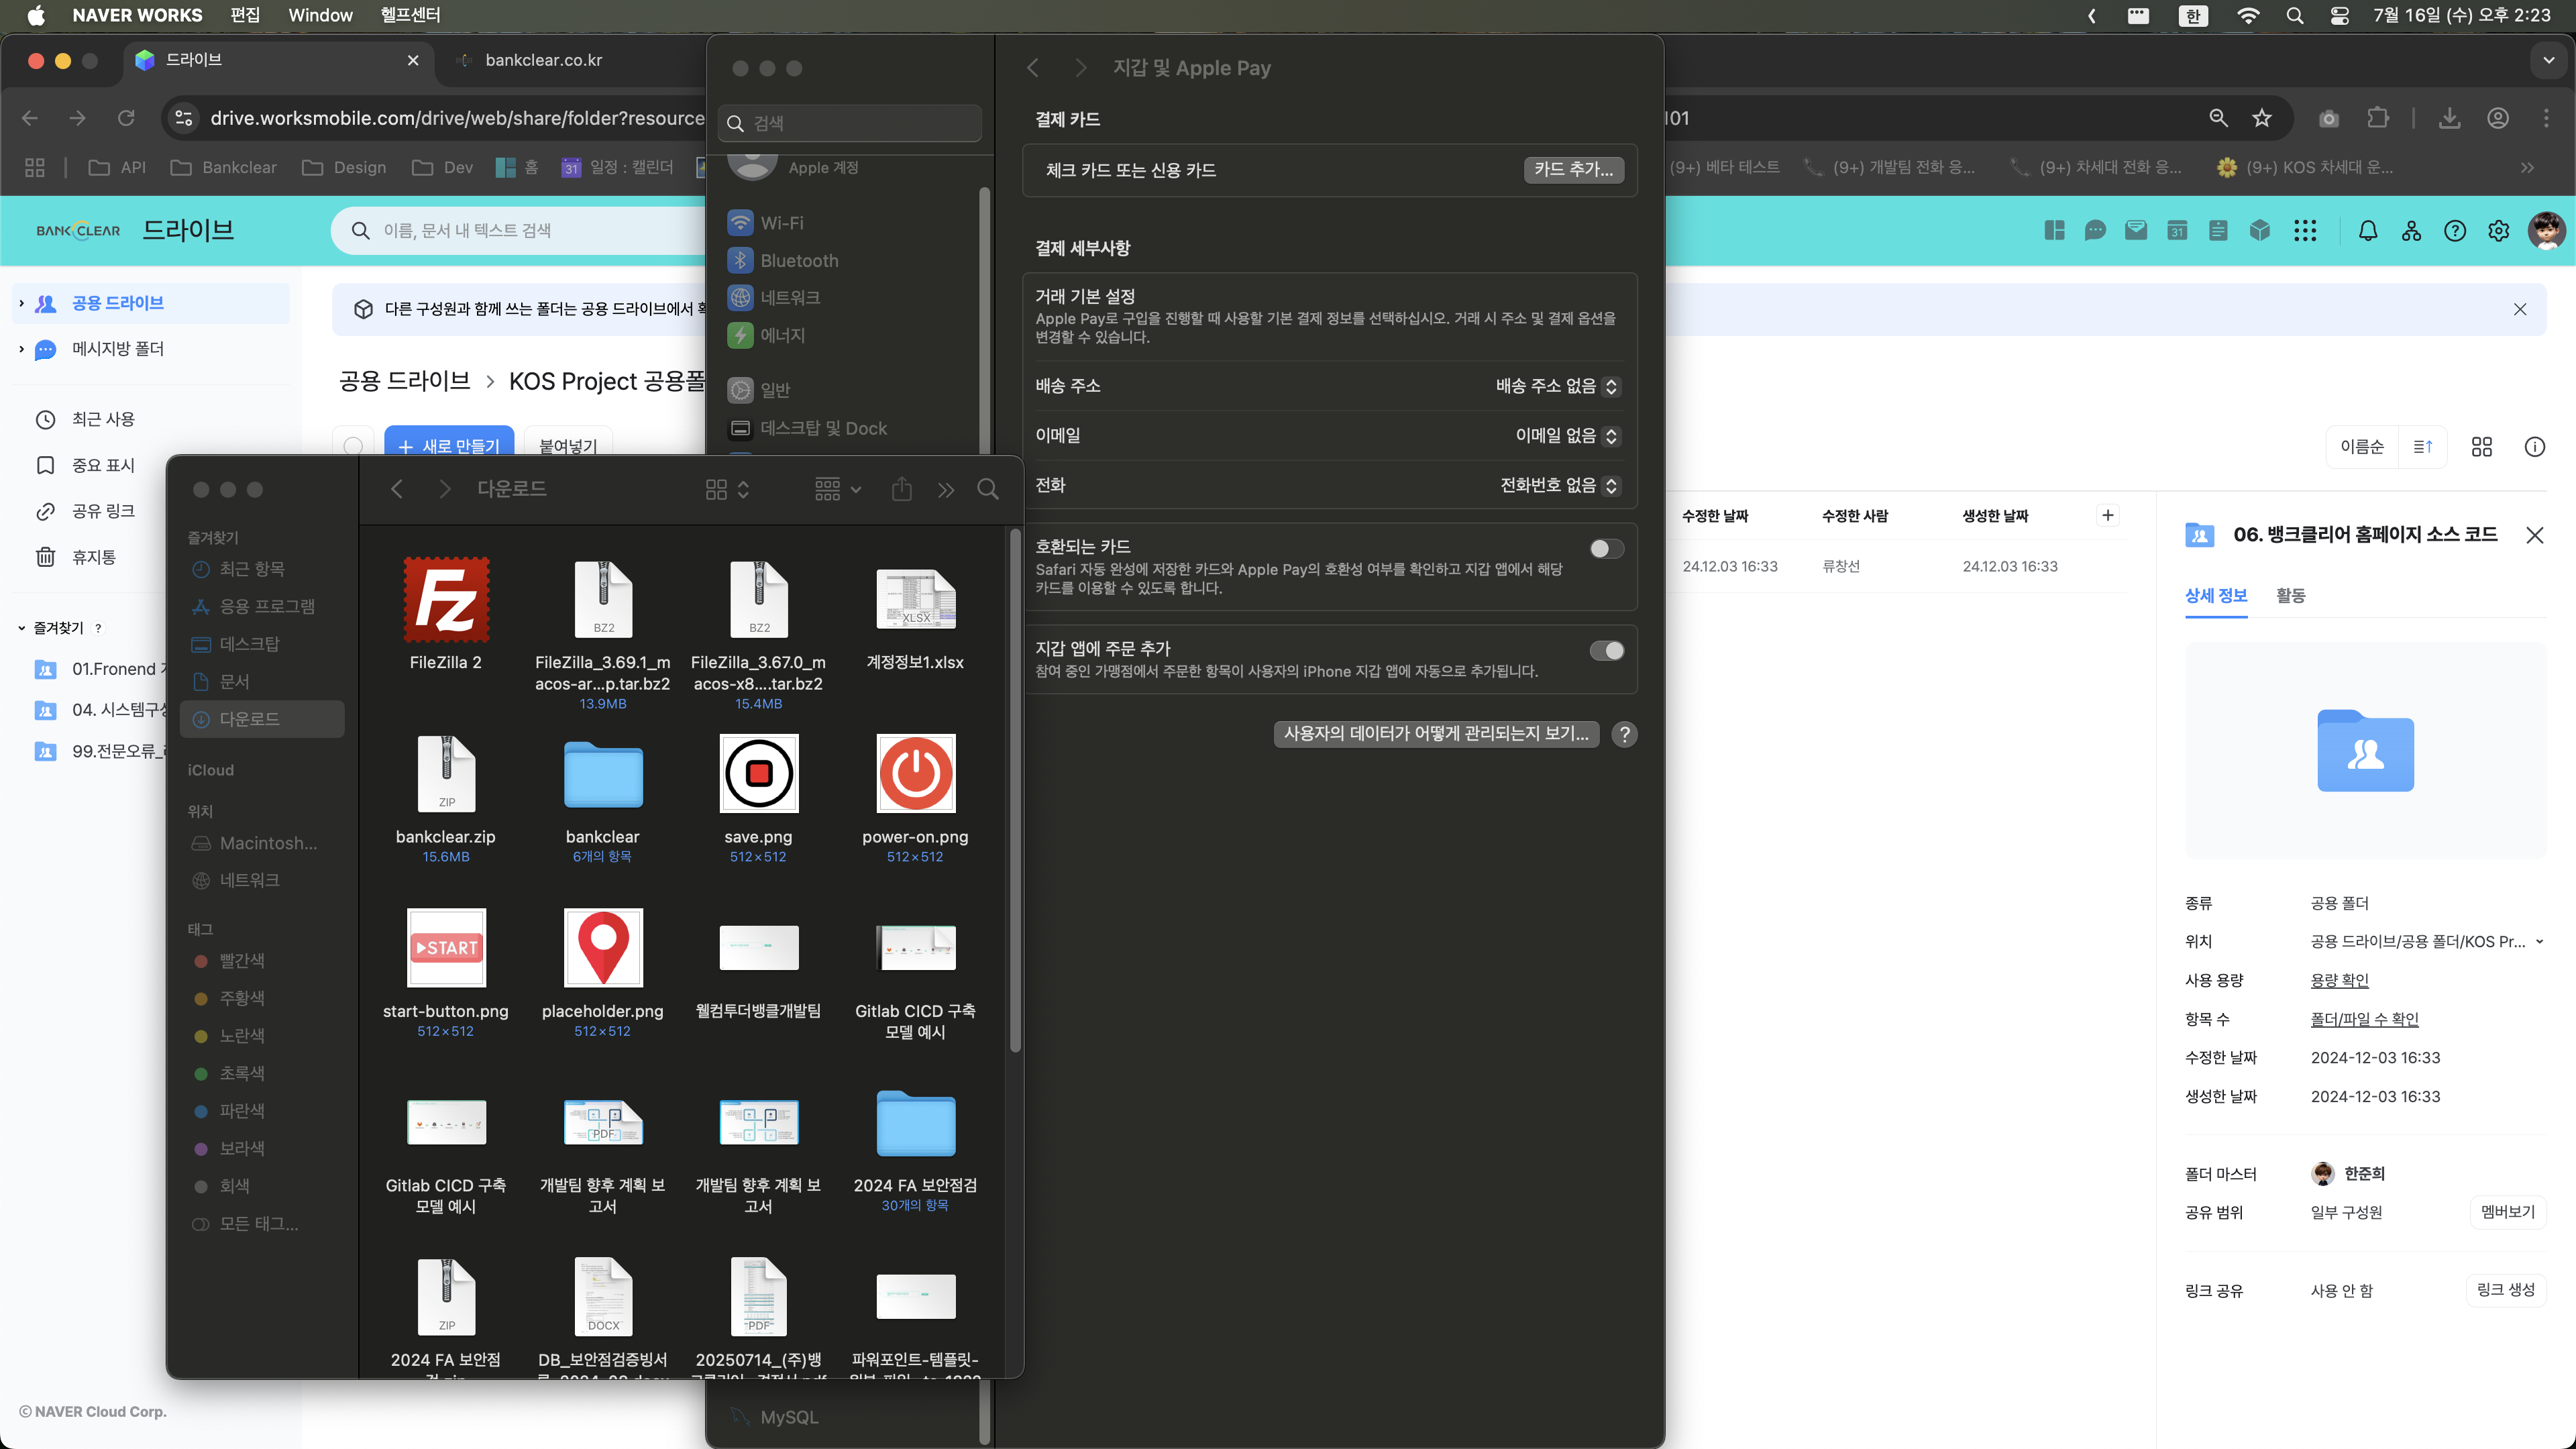 NAVER WORKS 편집 Window 헬프센터
한 7월 16일 (수) 오후 2:23
드라이브
bankclear.co.kr
drive.worksmobile.com/drive/web/share/folder?resource
API Bankclear Design Dev 홈 31 일정 : 캘린더
(9+) 베타 테스트 (9+) 개발팀 전화 응... (9+) 차세대 전화 응... (9+) KOS 차세대 운...
BANKCLEAR 드라이브
이름, 문서 내 텍스트 검색
31
공용 드라이브
메시지방 폴더
최근 사용
중요 표시
공유 링크
휴지통
즐겨찾기 ?
01.Fronend
04. 시스템구성
99.전문오류_
© NAVER Cloud Corp.
다른 구성원과 함께 쓰는 폴더는 공용 드라이브에서
공용 드라이브 > KOS Project 공용폴
+ 새로 만들기
붙여넣기
이름순
수정한 날짜 수정한 사람 생성한 날짜
24.12.03 16:33 류창선 24.12.03 16:33
검색
Apple 계정
Wi-Fi
Bluetooth
네트워크
에너지
일반
데스크탑 및 Dock
MySQL
지갑 및 Apple Pay
결제 카드
체크 카드 또는 신용 카드 카드 추가...
결제 세부사항
거래 기본 설정
Apple Pay로 구입을 진행할 때 사용할 기본 결제 정보를 선택하십시오. 거래 시 주소 및 결제 옵션을
변경할 수 있습니다.
배송 주소 배송 주소 없음
이메일 이메일 없음
전화 전화번호 없음
호환되는 카드
Safari 자동 완성에 저장한 카드와 Apple Pay의 호환성 여부를 확인하고 지갑 앱에서 해당
카드를 이용할 수 있도록 합니다.
지갑 앱에 주문 추가
참여 중인 가맹점에서 주문한 항목이 사용자의 iPhone 지갑 앱에 자동으로 추가됩니다.
사용자의 데이터가 어떻게 관리되는지 보기... ?
다운로드
즐겨찾기
최근 항목
응용 프로그램
데스크탑
문서
다운로드
iCloud
위치
Macintosh...
네트워크
태그
빨간색
주황색
노란색
초록색
파란색
보라색
회색
모든 태그...
Fz
FileZilla 2
BZ2
FileZilla_3.69.1_m
acos-ar...p.tar.bz2
13.9MB
BZ2
FileZilla_3.67.0_m
acos-x8....tar.bz2
15.4MB
XLSX
계정정보1.xlsx
ZIP
bankclear.zip
15.6MB
bankclear
6개의 항목
save.png
512×512
power-on.png
512×512
START
start-button.png
512×512
placeholder.png
512×512
웰컴투더뱅클개발팀
Gitlab CICD 구축
모델 예시
Gitlab CICD 구축
모델 예시
PDF
개발팀 향후 계획 보
고서
개발팀 향후 계획 보
고서
2024 FA 보안점검
30개의 항목
ZIP
2024 FA 보안점
DOCX
DB_보안점검증빙서
PDF
20250714_(주)뱅
파워포인트-템플릿-
06. 뱅크클리어 홈페이지 소스 코드
상세 정보 활동
종류 공용 폴더
위치 공용 드라이브/공용 폴더/KOS Pr...
사용 용량 용량 확인
항목 수 폴더/파일 수 확인
수정한 날짜 2024-12-03 16:33
생성한 날짜 2024-12-03 16:33
폴더 마스터 한준희
공유 범위 일부 구성원 멤버보기
링크 공유 사용 안 함 링크 생성